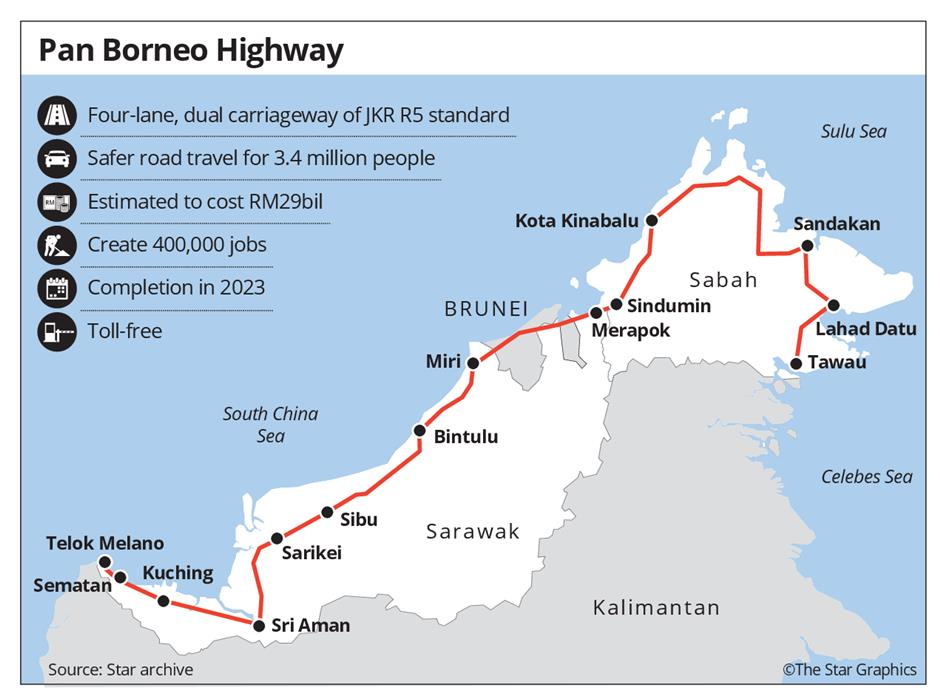 Pan Borneo Highway
Four-lane, dual carriageway of JKR R5 standard
Safer road travel for 3.4 million people
RM
Estimated to cost RM29bil
Create 400,000 jobs
Completion in 2023
Toll-free
Sulu Sea
Kota Kinabalu
Sandakan
Sabah
BRUNEI
Sindumin
Merapok
Lahad Datu
Miri
Tawau
South China
Sea
Bintulu
Celebes Sea
Sibu
Sarawak
Telok Melano
Sarikei
Kuching
Sematan
Kalimantan
Sri Aman
Source: Star archive
©The Star Graphics